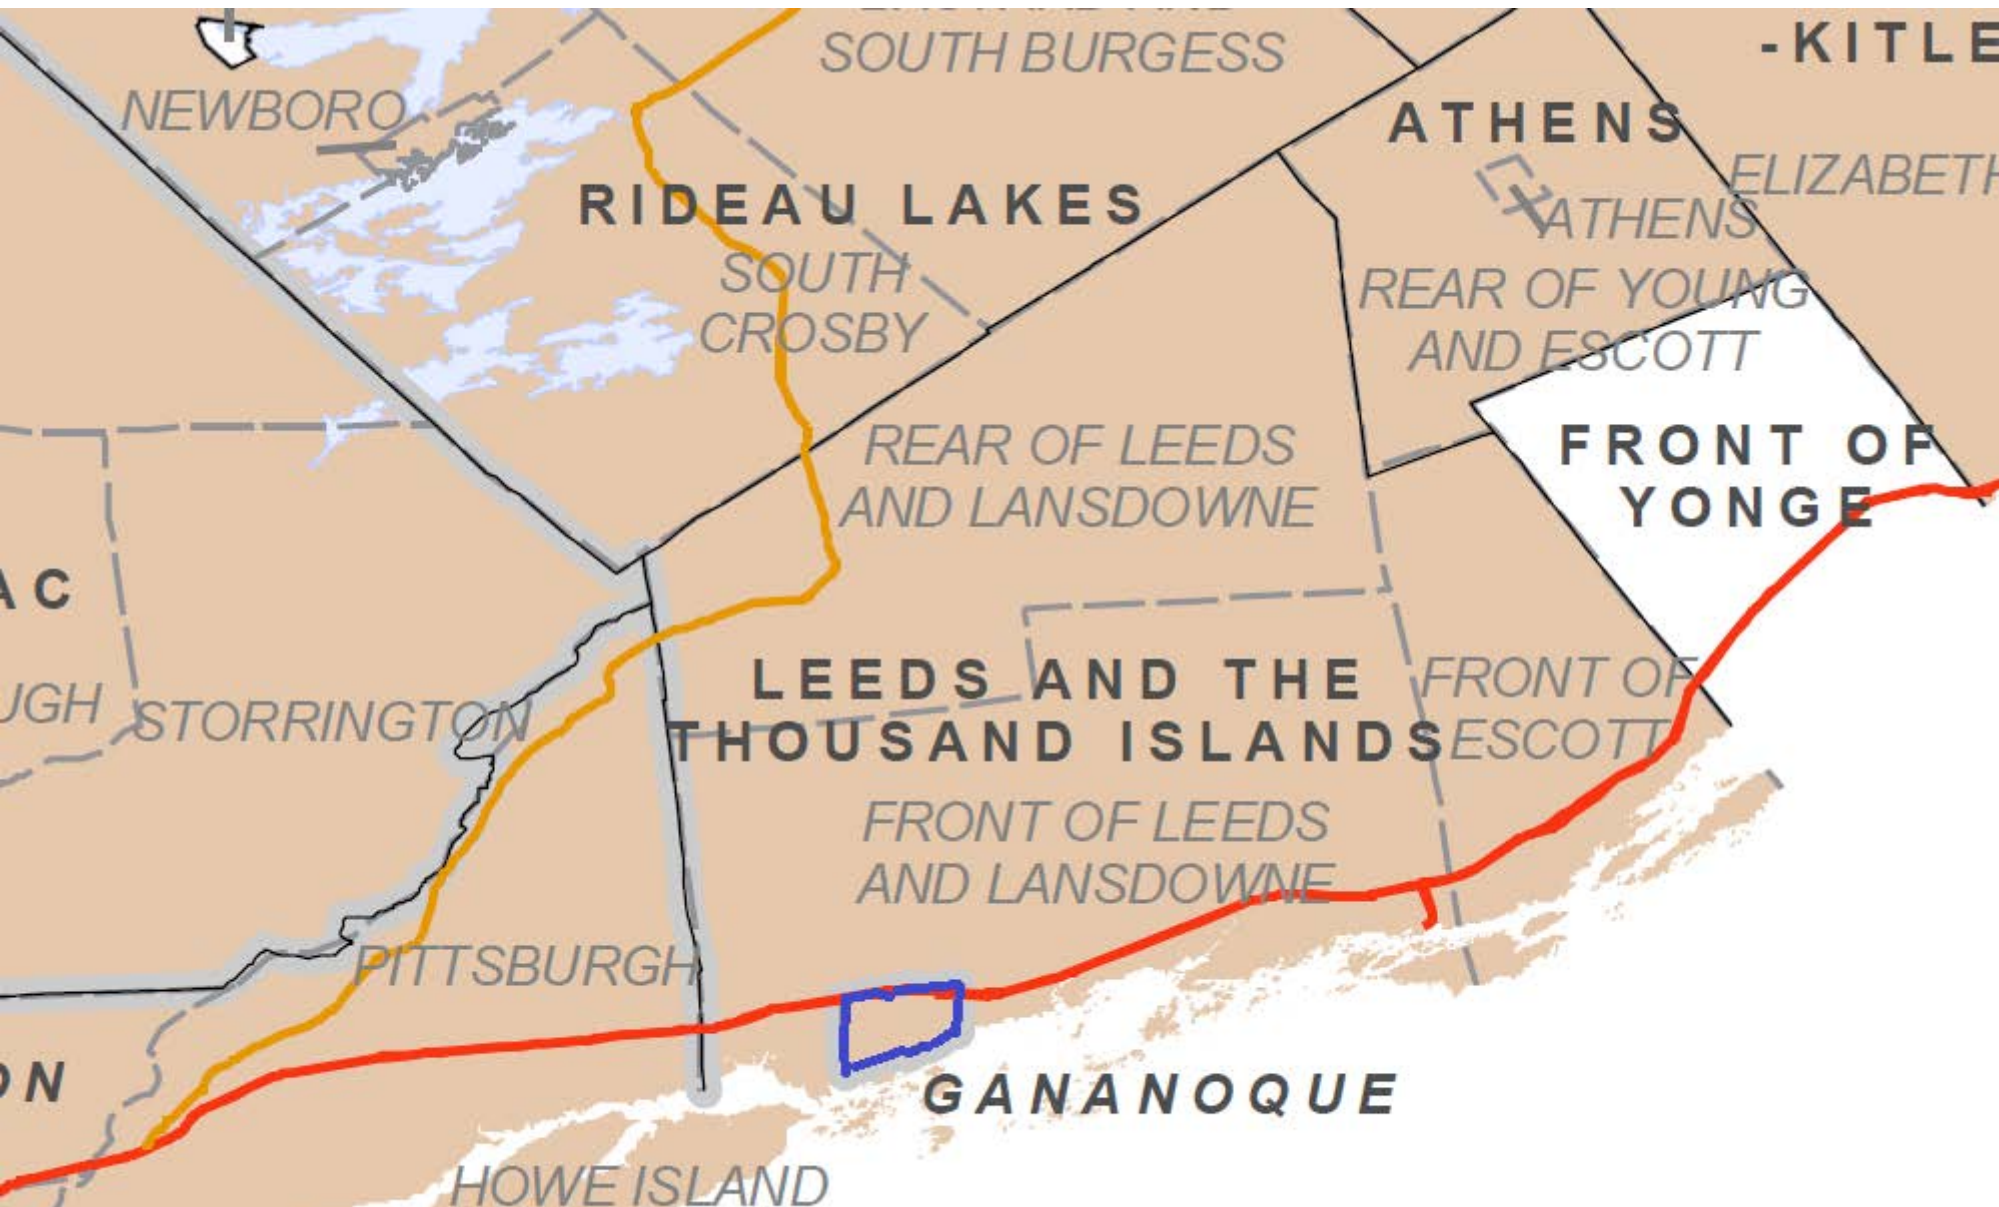 SOUTH BURGESS
-KITLE
NEWBORO
ATHENS
ELIZABETH
RIDEAU LAKES
ATHENS
SOUTH
CROSBY
REAR OF YOUNG
AND ESCOTT
REAR OF LEEDS
AND LANSDOWNE
FRONT OF
YONGE
AC
UGH
STORRINGTON
LEEDS AND THE
THOUSAND ISLANDS
FRONT OF
ESCOTT
FRONT OF LEEDS
AND LANSDOWNE
PITTSBURGH
ON
GANANOQUE
HOWE ISLAND